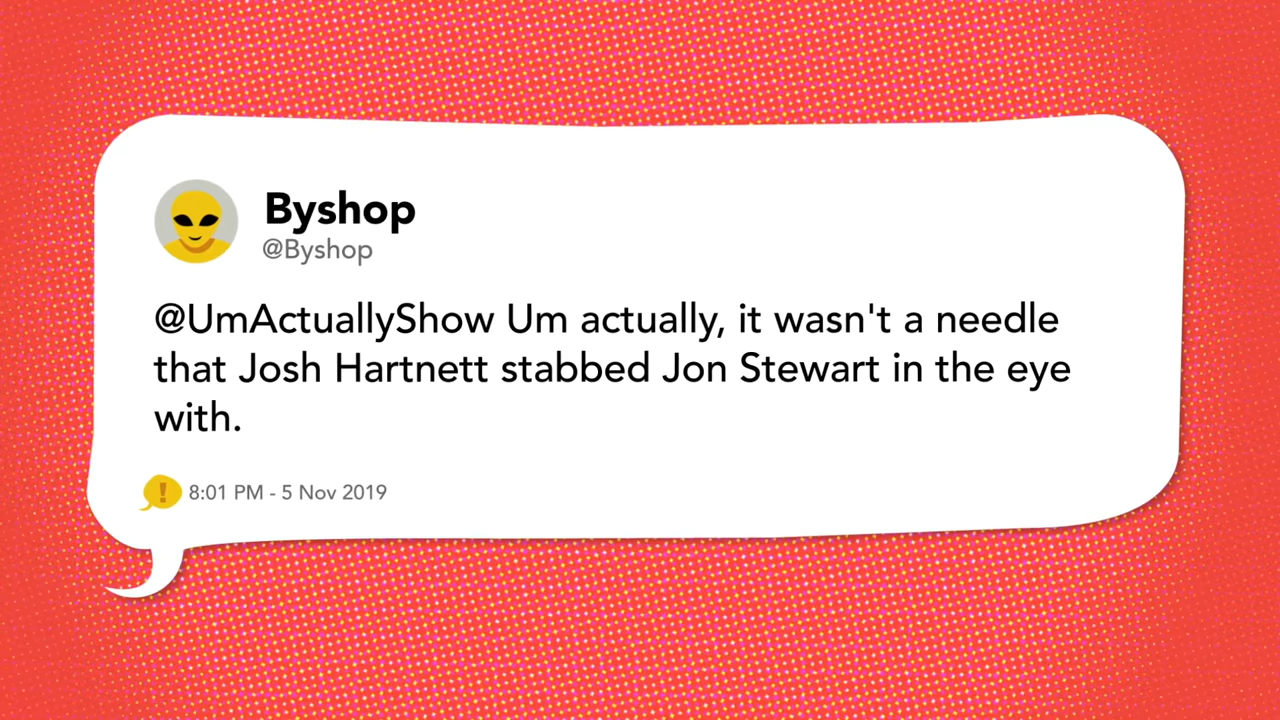 Byshop
@Byshop
@UmActuallyShow Um actually, it wasn't a needle
that Josh Hartnett stabbed Jon Stewart in the eye
with.
! 8:01 PM - 5 Nov 2019